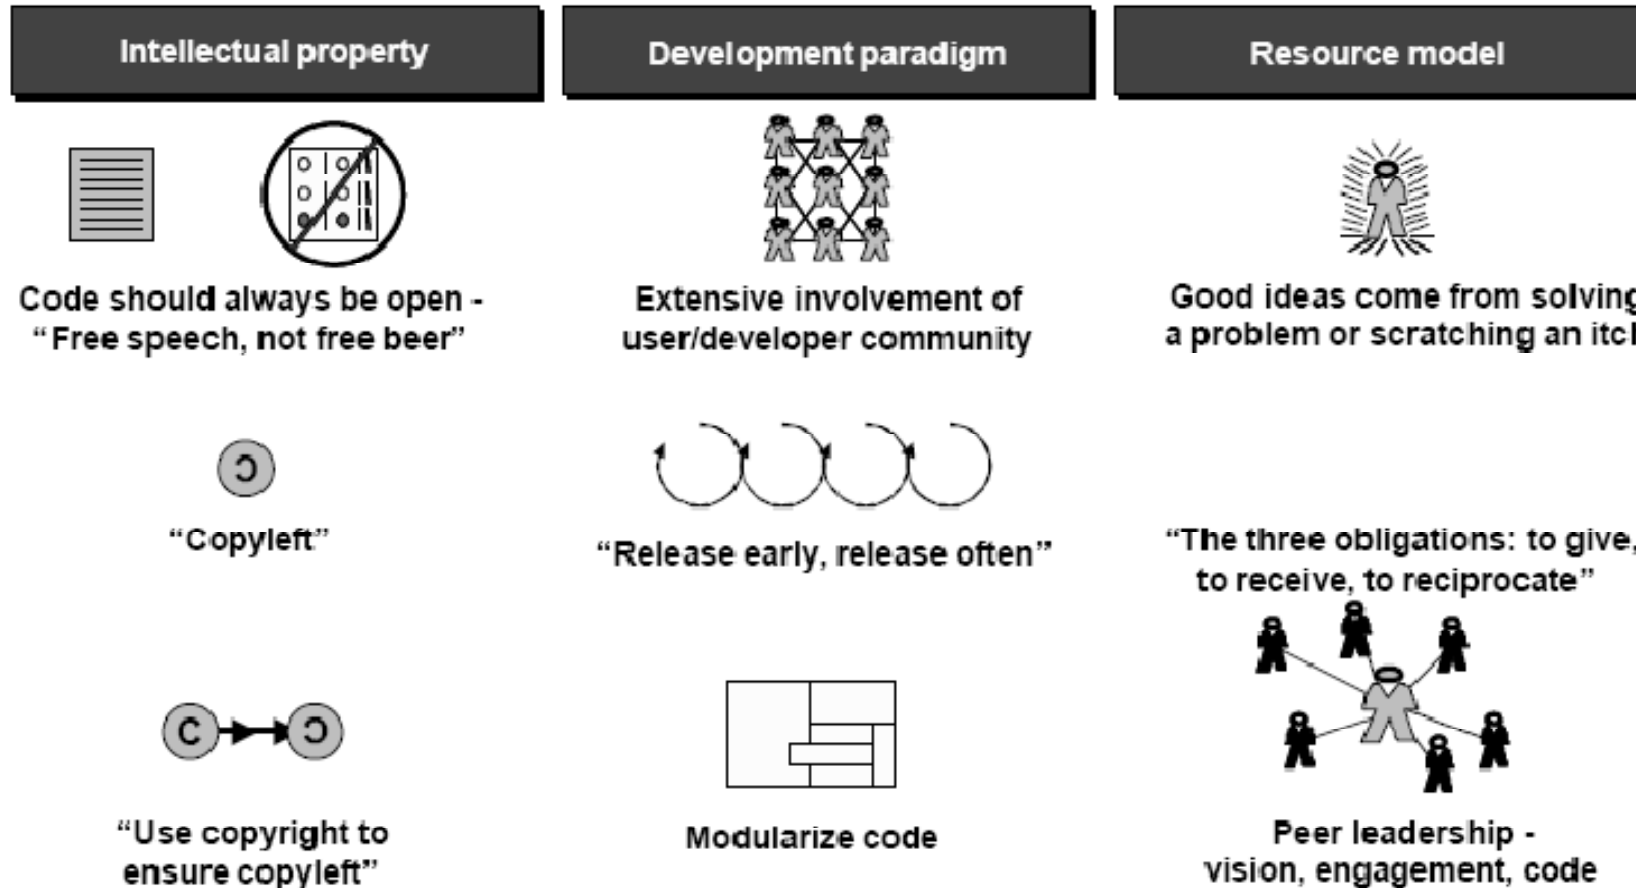 Intellectual property
Development paradigm
Resource model
Code should always be open -
“Free speech, not free beer”
Extensive involvement of
user/developer community
Good ideas come from solving
a problem or scratching an itch
C
“Copyleft”
“Release early, release often”
“The three obligations: to give,
to receive, to reciprocate”
C
C
“Use copyright to
ensure copyleft”
Modularize code
Peer leadership -
vision, engagement, code